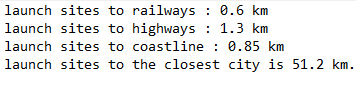 launch sites to railways : 0.6 km
launch sites to highways : 1.3 km
launch sites to coastline : 0.85 km
launch sites to the closest city is 51.2 km.